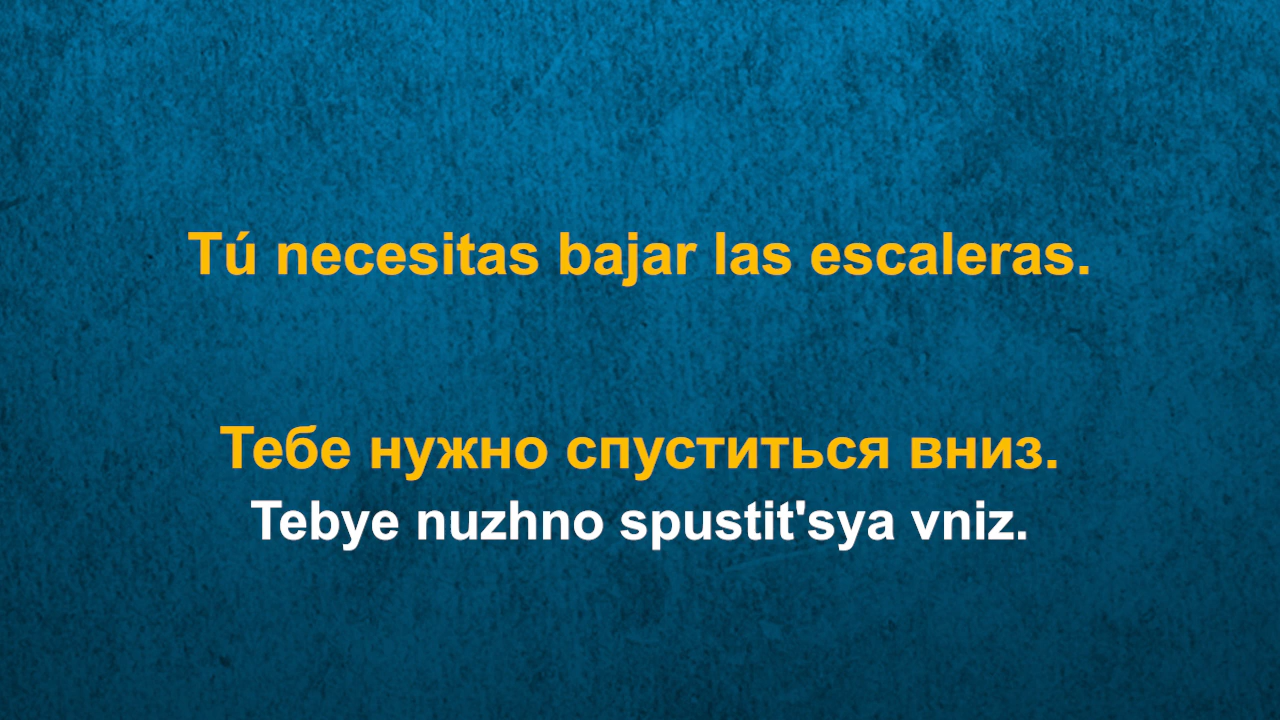 Tú necesitas bajar las escaleras.
Тебе нужно спуститься вниз.
Tebye nuzhno spustit'sya vniz.